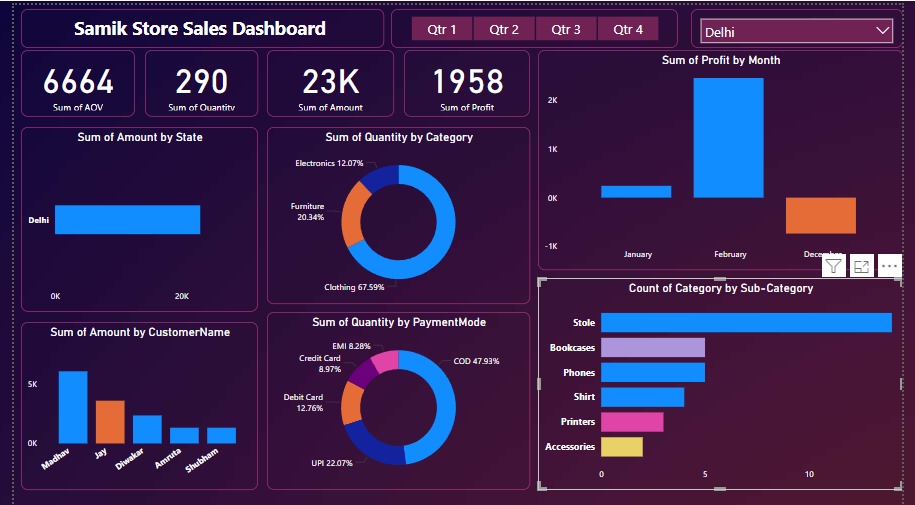 Samik Store Sales Dashboard
Qtr 1
Qtr 2
Qtr 3
Qtr 4
Delhi
6664
Sum of AOV
290
Sum of Quantity
23K
Sum of Amount
1958
Sum of Profit
Sum of Profit by Month
2K
1K
0K
-1K
January
February
Sum of Amount by State
Delhi
0K
20K
Sum of Quantity by Category
Electronics 12.07%
Furniture
20.34%
Clothing 67.59%
Sum of Amount by CustomerName
5K
0K
Madhav
Jay
Diwakar
Amruta
Shubham
Sum of Quantity by PaymentMode
EMI 8.28%
Credit Card
8.97%
Debit Card
12.76%
UPI 22.07%
COD 47.93%
Count of Category by Sub-Category
Stole
Bookcases
Phones
Shirt
Printers
Accessories
0
5
10